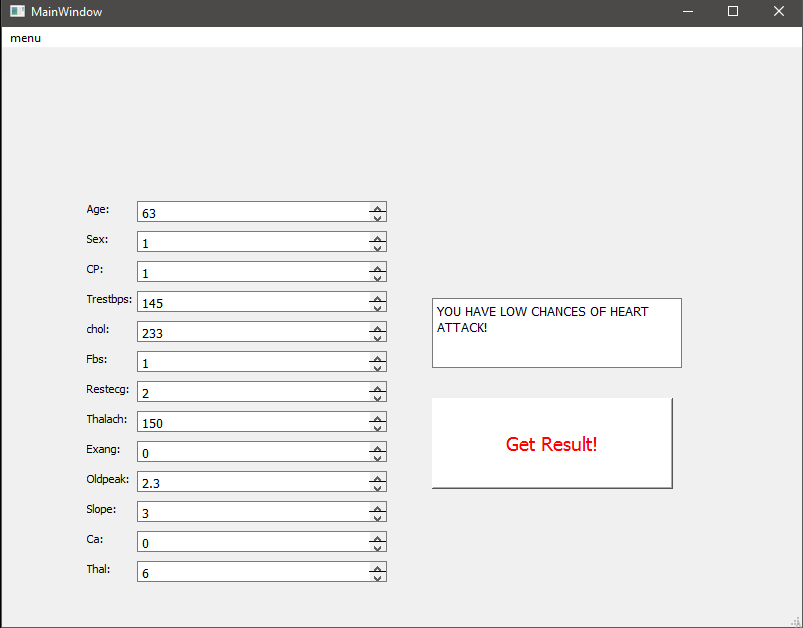 MainWindow
menu
Age: 63
Sex: 1
CP: 1
Trestbps: 145
chol: 233
Fbs: 1
Restecg: 2
Thalach: 150
Exang: 0
Oldpeak: 2.3
Slope: 3
Ca: 0
Thal: 6
YOU HAVE LOW CHANCES OF HEART
ATTACK!
Get Result!